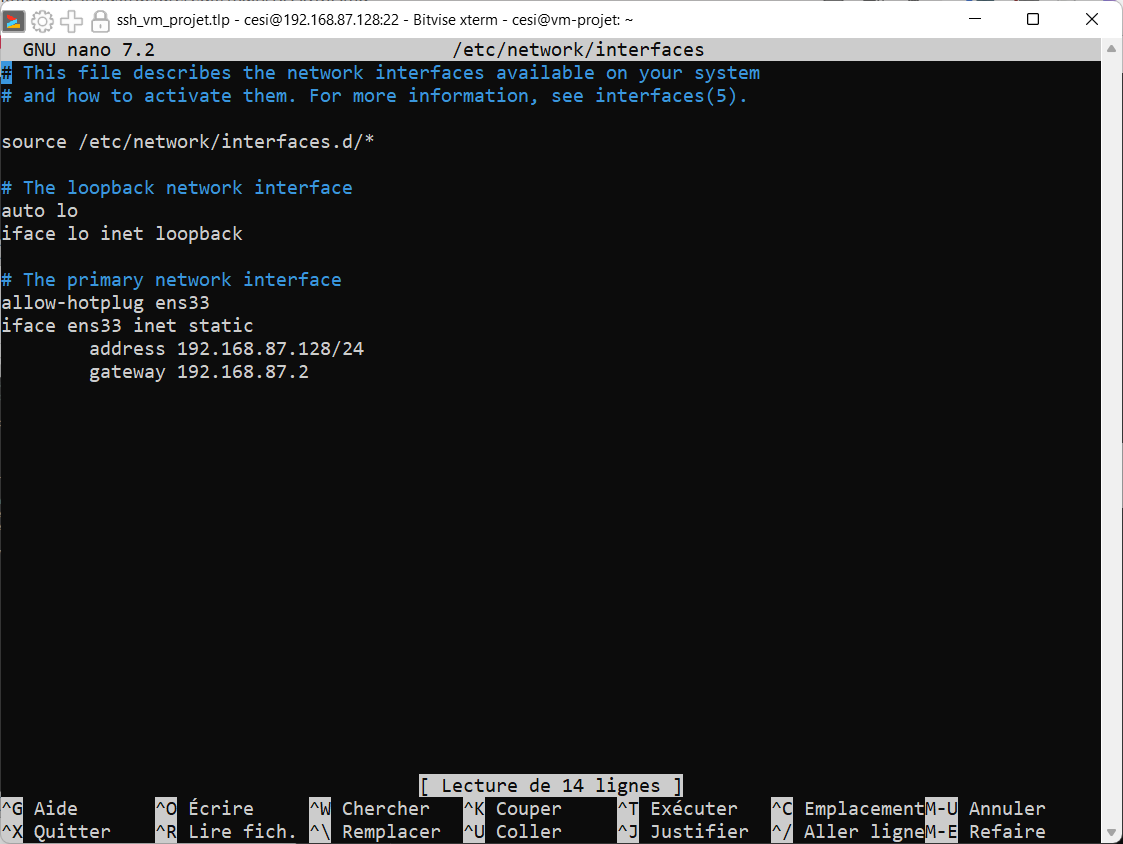 ssh_vm_projet.tlp - cesi@192.168.87.128:22 - Bitvise xterm - cesi@vm-projet: ~
GNU nano 7.2 /etc/network/interfaces
# This file describes the network interfaces available on your system
# and how to activate them. For more information, see interfaces(5).
source /etc/network/interfaces.d/*
# The loopback network interface
auto lo
iface lo inet loopback
# The primary network interface
allow-hotplug ens33
iface ens33 inet static
address 192.168.87.128/24
gateway 192.168.87.2
[ Lecture de 14 lignes ]
^G Aide ^O Écrire ^W Chercher ^K Couper ^T Exécuter ^C Emplacement M-U Annuler
^X Quitter ^R Lire fich. ^\ Remplacer ^U Coller ^J Justifier ^/ Aller ligne M-E Refaire